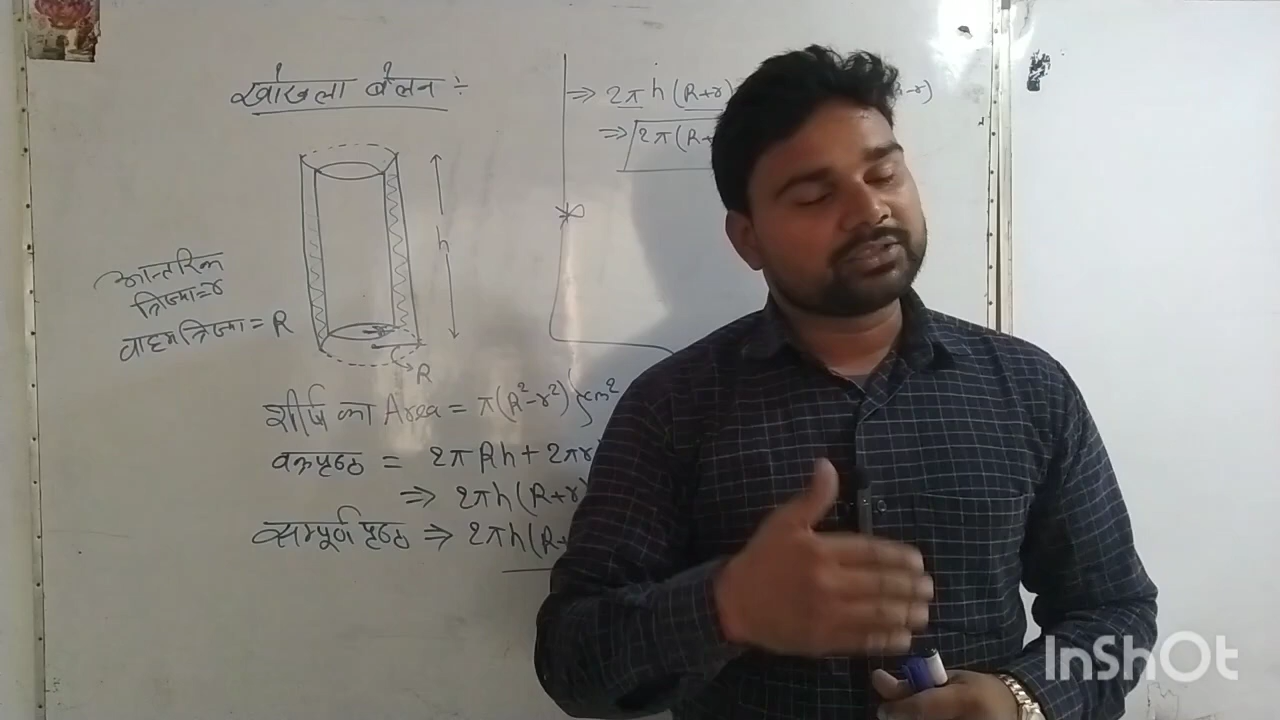 खोखला बेलन ÷
h
आन्तरिक
त्रिज्या = r
वाह्य त्रिज्या = R
R
शीर्ष का Area = π(R²-r²) cm²
वक्रपृष्ठ = 2πRh + 2πr
⇒ 2πh(R+r)
सम्पूर्ण पृष्ठ ⇒ 2πh(R+
⇒ 2πh(R+r) R-r)
⇒ 2π(R+
InShOt